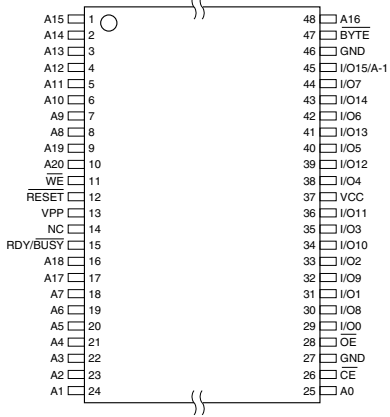 A15 1 48 A16
A14 2 47 BYTE
A13 3 46 GND
A12 4 45 I/O15/A-1
A11 5 44 I/O7
A10 6 43 I/O14
A9 7 42 I/O6
A8 8 41 I/O13
A19 9 40 I/O5
A20 10 39 I/O12
WE 11 38 I/O4
RESET 12 37 VCC
VPP 13 36 I/O11
NC 14 35 I/O3
RDY/BUSY 15 34 I/O10
A18 16 33 I/O2
A17 17 32 I/O9
A7 18 31 I/O1
A6 19 30 I/O8
A5 20 29 I/O0
A4 21 28 OE
A3 22 27 GND
A2 23 26 CE
A1 24 25 A0